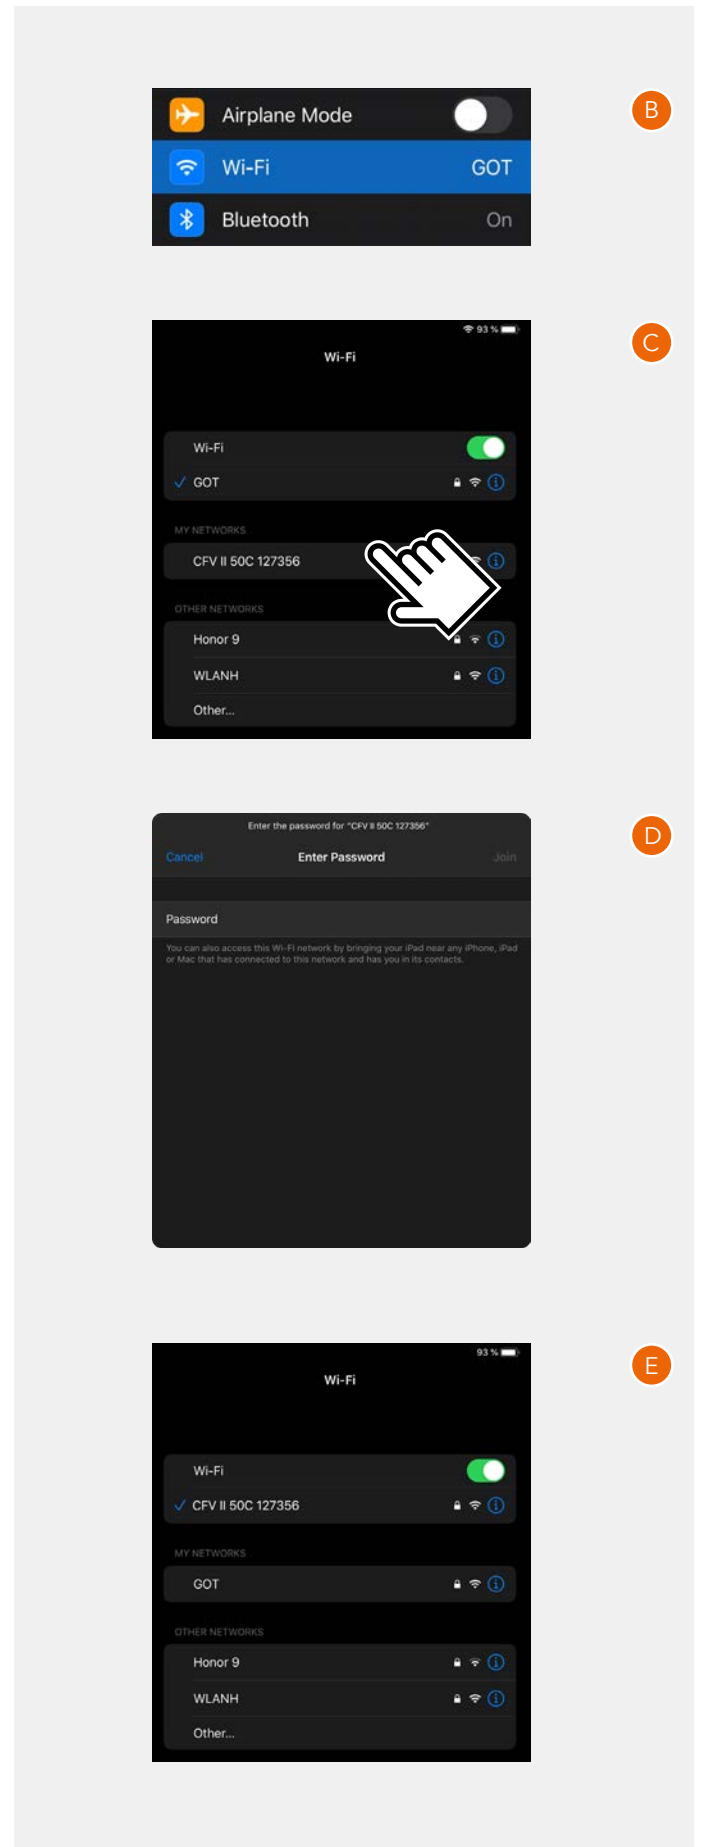 Airplane Mode
B
Wi-Fi GOT
Bluetooth On
93 %
C
Wi-Fi
Wi-Fi
GOT
MY NETWORKS
CFV II 50C 127356
OTHER NETWORKS
Honor 9
WLANH
Other...
Enter the password for "CFV II 50C 127356"
D
Cancel Enter Password Join
Password
You can also access this Wi-Fi network by bringing your iPad near any iPhone, iPad
or Mac that has connected to this network and has you in its contacts.
93 %
E
Wi-Fi
Wi-Fi
CFV II 50C 127356
MY NETWORKS
GOT
OTHER NETWORKS
Honor 9
WLANH
Other...